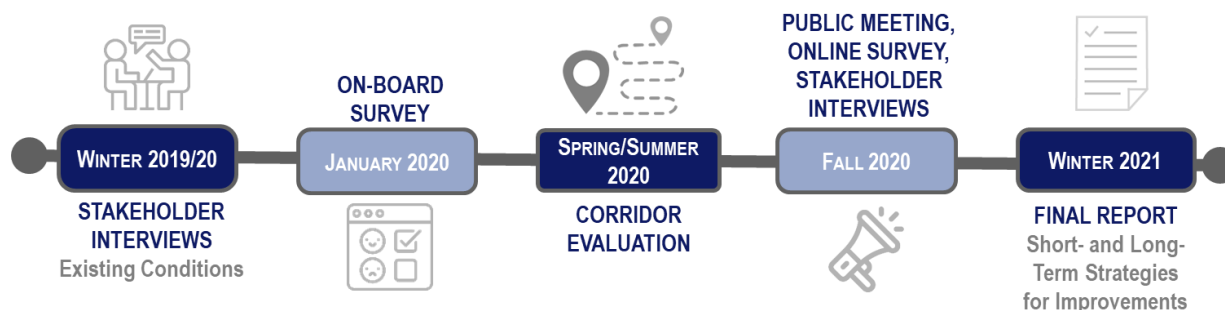 WINTER 2019/20
STAKEHOLDER
INTERVIEWS
Existing Conditions
ON-BOARD
SURVEY
JANUARY 2020
SPRING/SUMMER
2020
CORRIDOR
EVALUATION
PUBLIC MEETING,
ONLINE SURVEY,
STAKEHOLDER
INTERVIEWS
FALL 2020
WINTER 2021
FINAL REPORT
Short- and Long-
Term Strategies
for Improvements